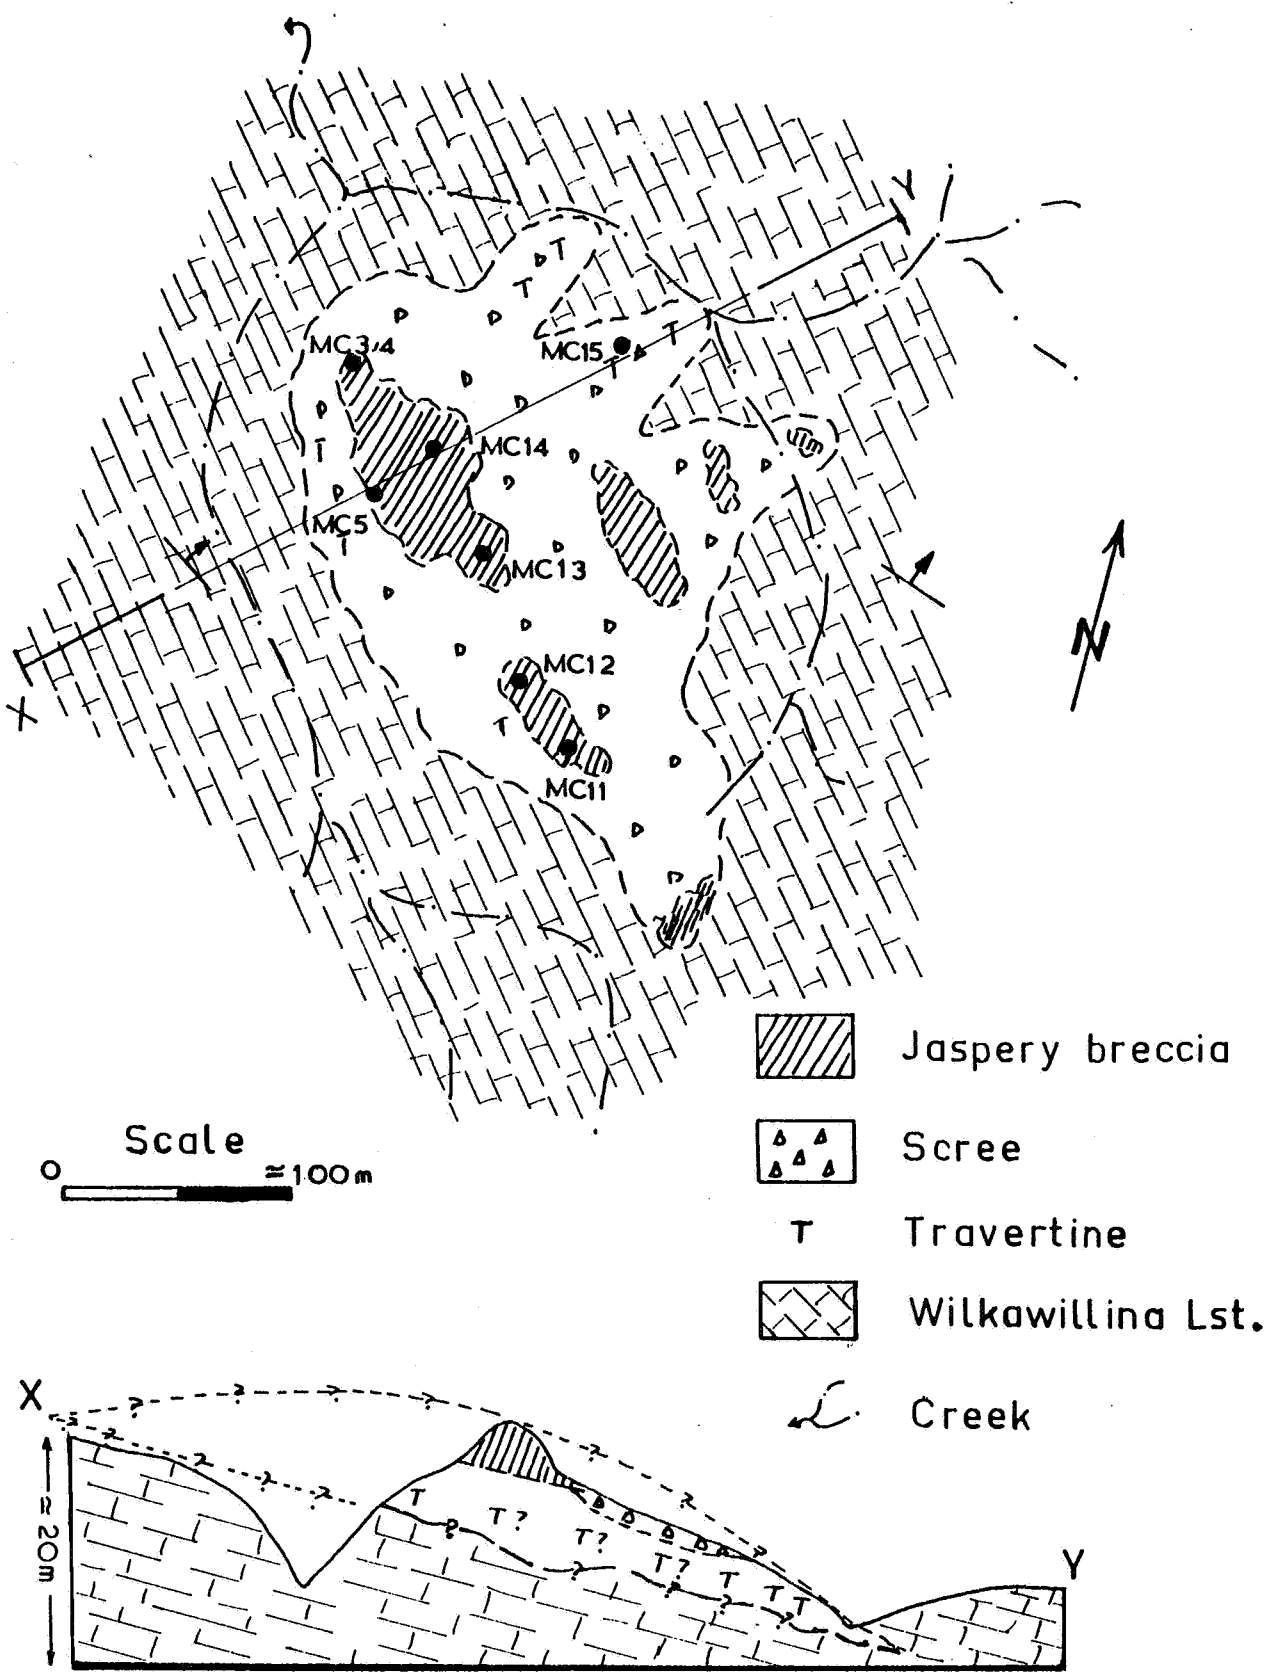 Y
T
T
T
MC3/4
MC15
T
T
MC14
MC5
T
MC13
N
MC12
X
T
MC11
Jaspery breccia
Scale
0 ≃100m
Scree
T Travertine
Wilkawillina Lst.
Creek
X
? ? ? ?
? ? ? ? ?
? ?
≃20m
T ? T? T? ? T? ? T ? T T ?
Y